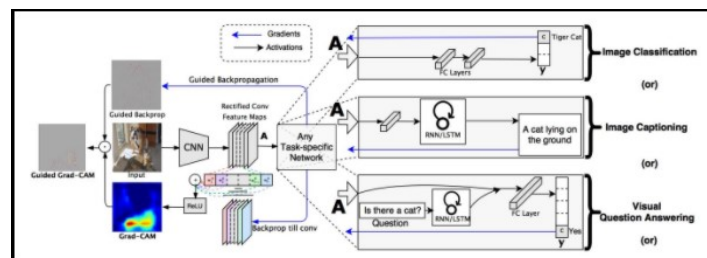 Gradients
Activations
A
c Tiger Cat
FC Layers
y
Image Classification
(or)
Guided Backpropagation
Guided Backprop
Rectified Conv
Feature Maps
A
Input
CNN
Any
Task-specific
Network
A
RNN/LSTM
A cat lying on
the ground
Image Captioning
(or)
Guided Grad-CAM
ReLU
Grad-CAM
Backprop till conv
A
Is there a cat?
Question
RNN/LSTM
FC Layer
c Yes
y
Visual
Question Answering
(or)